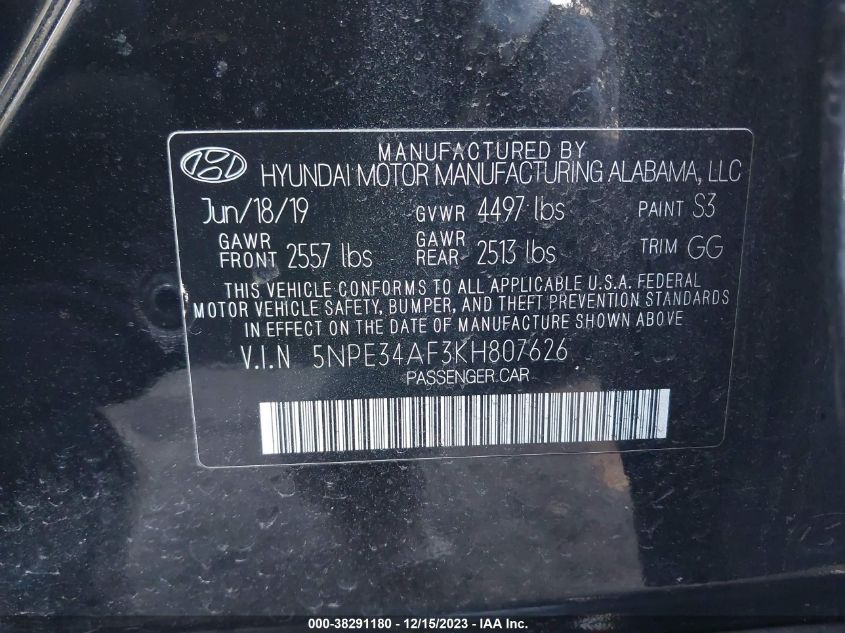 MANUFACTURED BY
HYUNDAI MOTOR MANUFACTURING ALABAMA, LLC
Jun/18/19 GVWR 4497 lbs PAINT S3
GAWR FRONT 2557 lbs GAWR REAR 2513 lbs TRIM GG
THIS VEHICLE CONFORMS TO ALL APPLICABLE U.S.A. FEDERAL
MOTOR VEHICLE SAFETY, BUMPER, AND THEFT PREVENTION STANDARDS
IN EFFECT ON THE DATE OF MANUFACTURE SHOWN ABOVE
V.I.N 5NPE34AF3KH807626
PASSENGER CAR
000-38291180 - 12/15/2023 - IAA Inc.